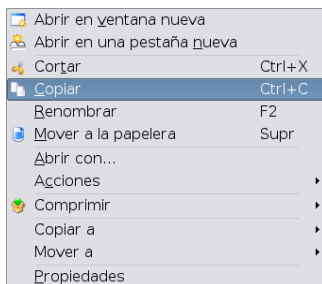 Abrir en ventana nueva
Abrir en una pestaña nueva
Cortar Ctrl+X
Copiar Ctrl+C
Renombrar F2
Mover a la papelera Supr
Abrir con...
Acciones
Comprimir
Copiar a
Mover a
Propiedades